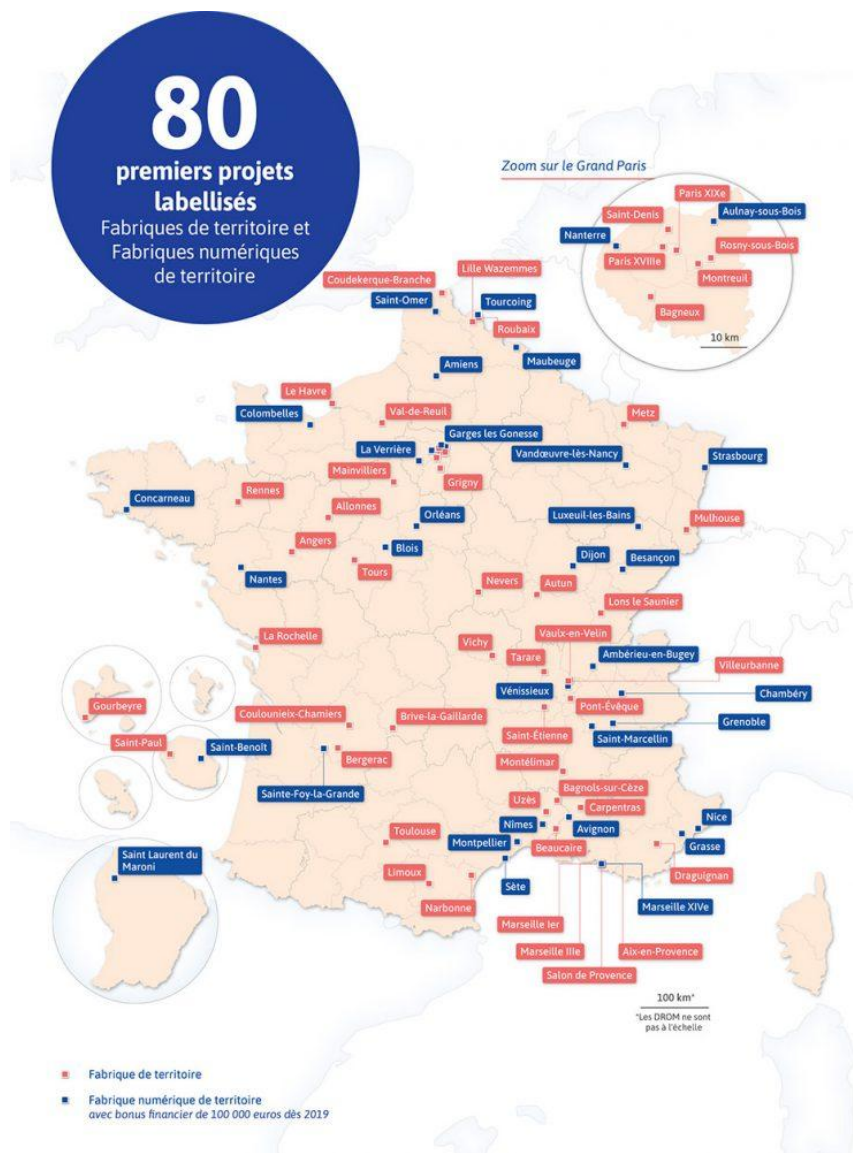 80
premiers projets
labellisés
Fabriques de territoire et
Fabriques numériques
de territoire
Zoom sur le Grand Paris
Paris XIXe
Saint-Denis
Aulnay-sous-Bois
Nanterre
Rosny-sous-Bois
Paris XVIIIe
Montreuil
Bagneux
10 km
Lille Wazemmes
Coudekerque-Branche
Saint-Omer
Tourcoing
Roubaix
Maubeuge
Amiens
Le Havre
Colombelles
Val-de-Reuil
Metz
Garges les Gonesse
La Verrière
Vandœuvre-lès-Nancy
Strasbourg
Mainvilliers
Grigny
Rennes
Concarneau
Allonnes
Orléans
Luxeuil-les-Bains
Mulhouse
Angers
Blois
Dijon
Besançon
Nantes
Tours
Nevers
Autun
Lons le Saunier
La Rochelle
Vaulx-en-Velin
Vichy
Tarare
Ambérieu-en-Bugey
Villeurbanne
Vénissieux
Chambéry
Gourbeyre
Pont-Évêque
Coulounieix-Chamiers
Brive-la-Gaillarde
Grenoble
Saint-Étienne
Saint-Marcellin
Saint-Paul
Saint-Benoît
Bergerac
Montélimar
Sainte-Foy-la-Grande
Bagnols-sur-Cèze
Uzès
Carpentras
Nîmes
Avignon
Nice
Toulouse
Montpellier
Beaucaire
Grasse
Saint Laurent du
Maroni
Limoux
Sète
Draguignan
Narbonne
Marseille XIVe
Marseille Ier
Marseille IIIe
Aix-en-Provence
Salon de Provence
100 km*
*Les DROM ne sont
pas à l'échelle
Fabrique de territoire
Fabrique numérique de territoire
avec bonus financier de 100 000 euros dès 2019